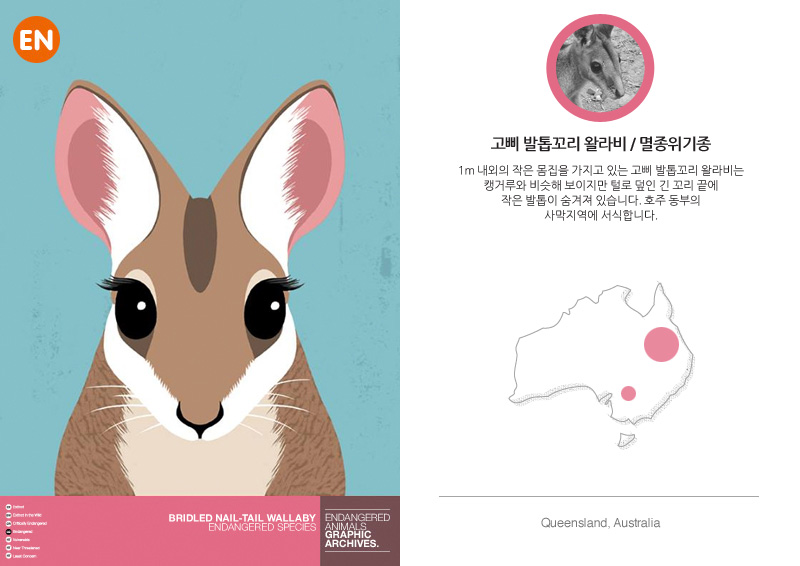 EN
Extinct
Extinct in the Wild
Critically Endangered
Endangered
Vulnerable
Near Threatened
Least Concern
BRIDLED NAIL-TAIL WALLABY
ENDANGERED SPECIES
ENDANGERED
ANIMALS
GRAPHIC
ARCHIVES.
고삐 발톱꼬리 왈라비 / 멸종위기종
1m 내외의 작은 몸집을 가지고 있는 고삐 발톱꼬리 왈라비는
캥거루와 비슷해 보이지만 털로 덮인 긴 꼬리 끝에
작은 발톱이 숨겨져 있습니다. 호주 동부의
사막지역에 서식합니다.
Queensland, Australia